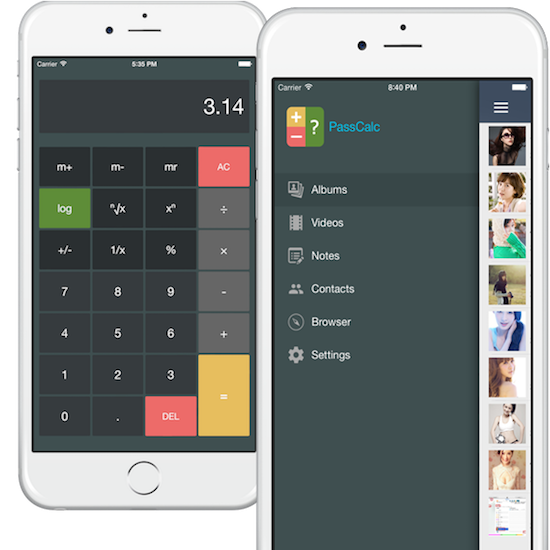 Carrier 5:35 PM
3.14
m+ m- mr AC
log ⁿ√x xⁿ ÷
+/- 1/x % ×
7 8 9 -
4 5 6 +
1 2 3 =
0 . DEL
Carrier 8:40 PM
+ - ?
PassCalc
Albums
Videos
Notes
Contacts
Browser
Settings